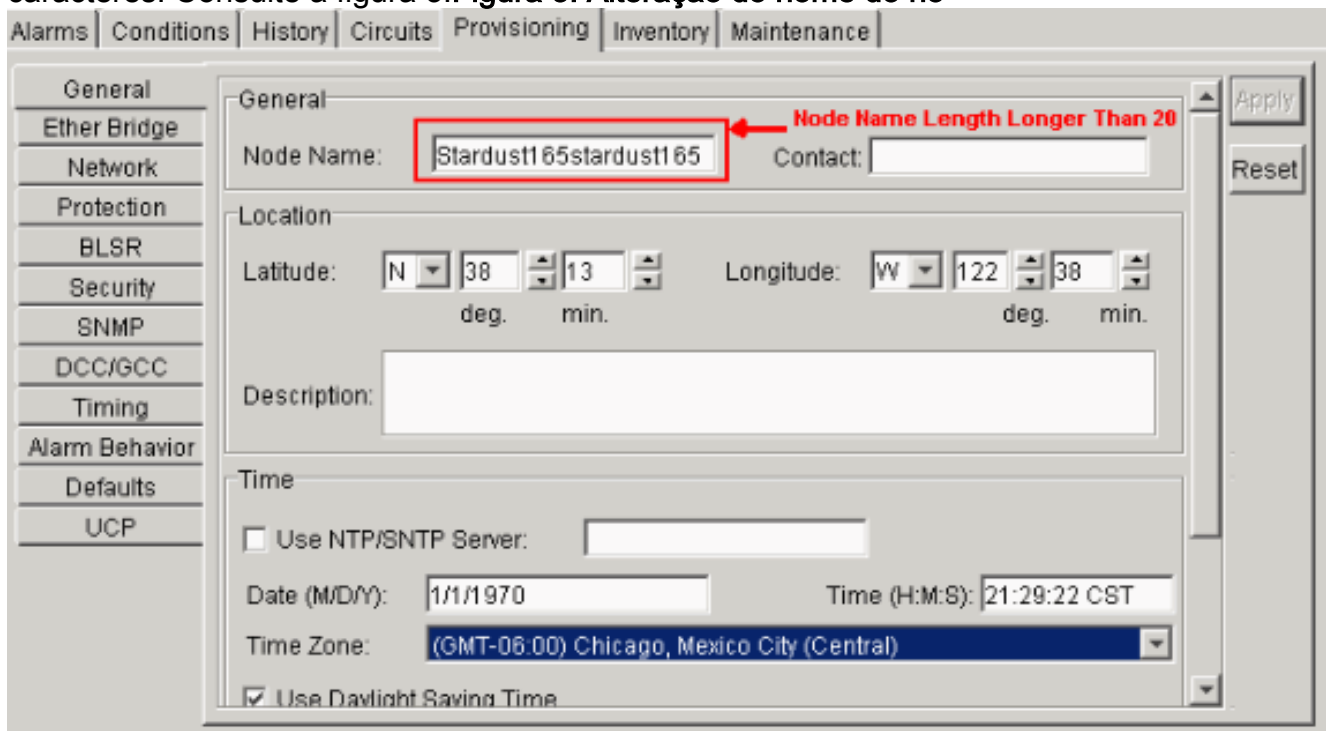 Alarms Conditions History Circuits Provisioning Inventory Maintenance
General
Ether Bridge
Network
Protection
BLSR
Security
SNMP
DCC/GCC
Timing
Alarm Behavior
Defaults
UCP
General
Node Name Length Longer Than 20
Node Name: Stardust165stardust165 Contact:
Location
Latitude: N 38 13 Longitude: W 122 38
deg. min. deg. min.
Description:
Time
Use NTP/SNTP Server:
Date (M/D/Y): 1/1/1970 Time (H:M:S): 21:29:22 CST
Time Zone: (GMT-06:00) Chicago, Mexico City (Central)
Use Daylight Saving Time
Apply
Reset